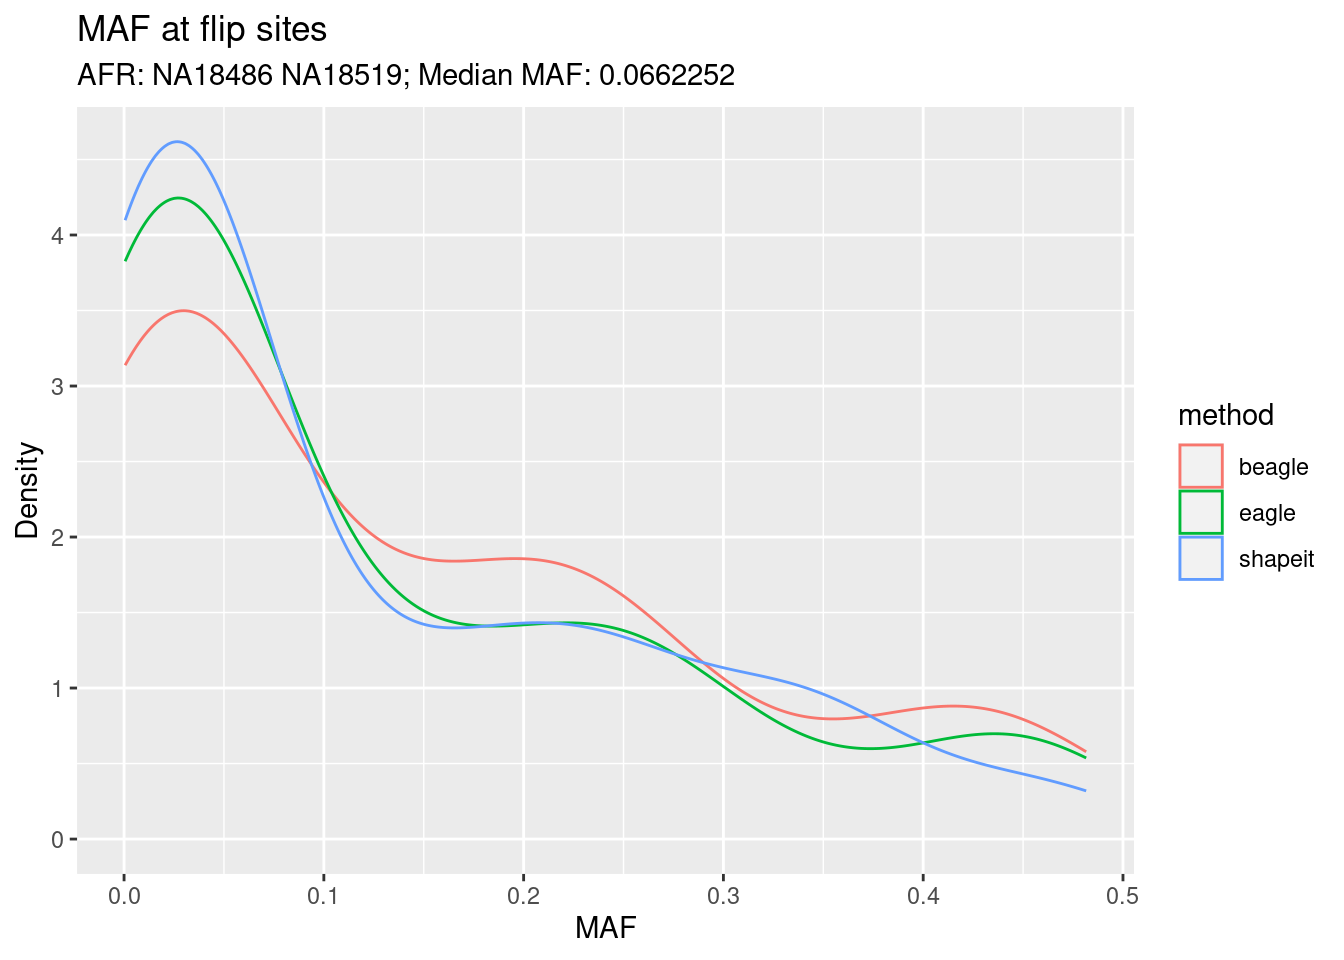 MAF at flip sites
AFR: NA18486 NA18519; Median MAF: 0.0662252
4
3
2
1
0
Density
0.0
0.1
0.2
0.3
0.4
0.5
MAF
method
beagle
eagle
shapeit